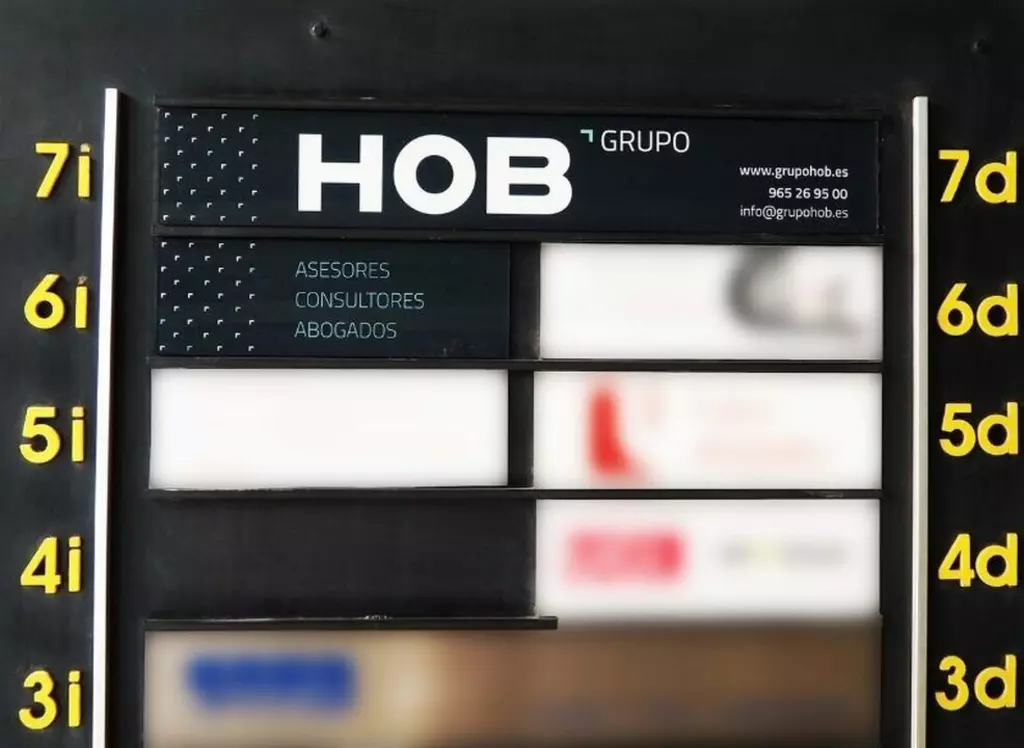 HOB GRUPO
www.grupohob.es
965 26 95 00
info@grupohob.es
7i
7d
ASESORES
CONSULTORES
ABOGADOS
6i
6d
5i
5d
4i
4d
3i
3d